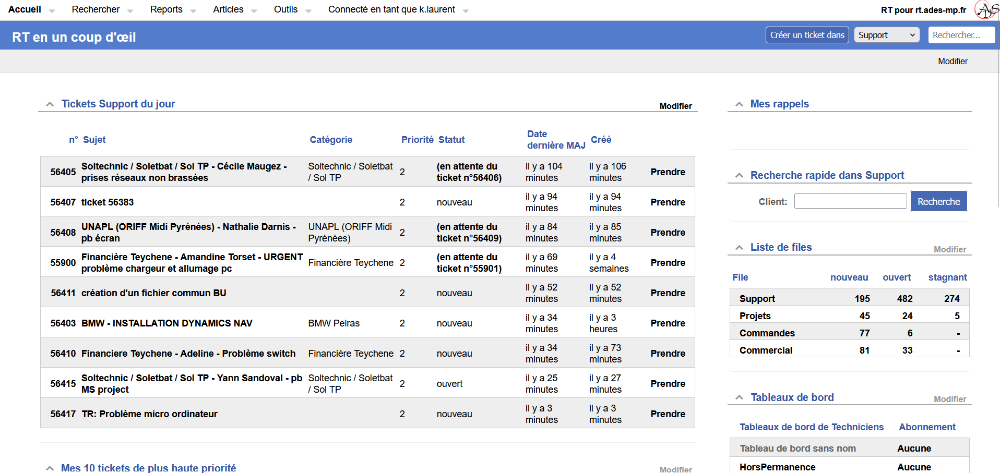 Accueil Rechercher Reports Articles Outils Connecté en tant que k.laurent RT pour rt.ades-mp.fr
RT en un coup d'œil Créer un ticket dans Support Rechercher...
Modifier
Tickets Support du jour Modifier
n° Sujet Catégorie Priorité Statut Date dernière MAJ Créé
56405 Soltechnic / Soletbat / Sol TP - Cécile Maugez - prises réseaux non brassées Soltechnic / Soletbat / Sol TP 2 (en attente du ticket n°56406) il y a 104 minutes il y a 106 minutes Prendre
56407 ticket 56383 2 nouveau il y a 94 minutes il y a 94 minutes Prendre
56408 UNAPL (ORIFF Midi Pyrénées) - Nathalie Darnis - pb écran UNAPL (ORIFF Midi Pyrénées) 2 (en attente du ticket n°56409) il y a 84 minutes il y a 85 minutes Prendre
55900 Financière Teychene - Amandine Torset - URGENT problème chargeur et allumage pc Financière Teychene 2 (en attente du ticket n°55901) il y a 69 minutes il y a 4 semaines Prendre
56411 création d'un fichier commun BU 2 nouveau il y a 52 minutes il y a 52 minutes Prendre
56403 BMW - INSTALLATION DYNAMICS NAV BMW Pelras 2 nouveau il y a 34 minutes il y a 3 heures Prendre
56410 Financiere Teychene - Adeline - Problème switch Financière Teychene 2 nouveau il y a 34 minutes il y a 73 minutes Prendre
56415 Soltechnic / Soletbat / Sol TP - Yann Sandoval - pb MS project Soltechnic / Soletbat / Sol TP 2 ouvert il y a 25 minutes il y a 27 minutes Prendre
56417 TR: Problème micro ordinateur 2 nouveau il y a 3 minutes il y a 3 minutes Prendre
Mes 10 tickets de plus haute priorité Modifier
Mes rappels
Recherche rapide dans Support
Client: Recherche
Liste de files Modifier
File nouveau ouvert stagnant
Support 195 482 274
Projets 45 24 5
Commandes 77 6 -
Commercial 81 33 -
Tableaux de bord Modifier
Tableaux de bord de Techniciens Abonnement
Tableau de bord sans nom Aucune
HorsPermanence Aucune